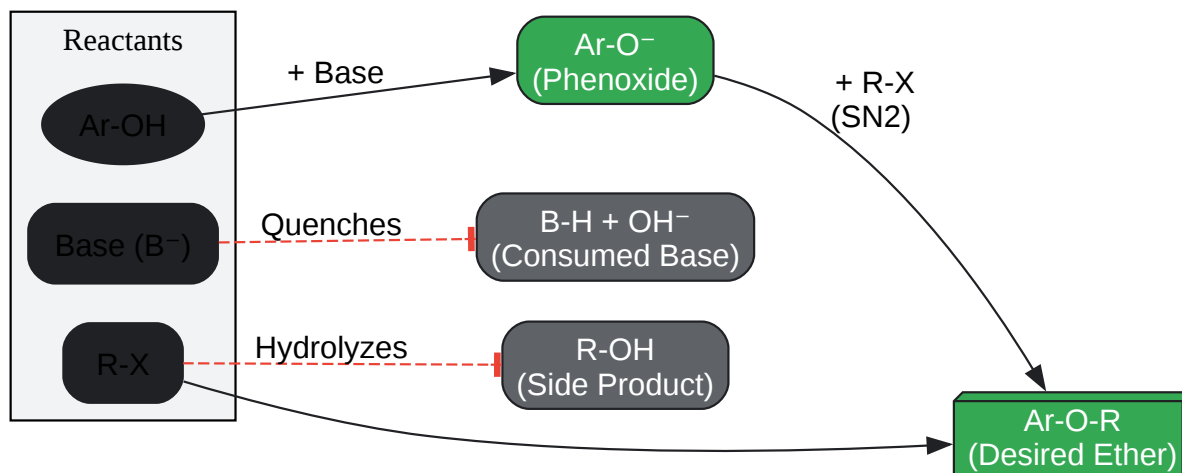 Reactants
Ar-OH
+ Base
Ar-O⁻
(Phenoxide)
+ R-X
(SN2)
Base (B⁻)
Quenches
B-H + OH⁻
(Consumed Base)
R-X
Hydrolyzes
R-OH
(Side Product)
Ar-O-R
(Desired Ether)